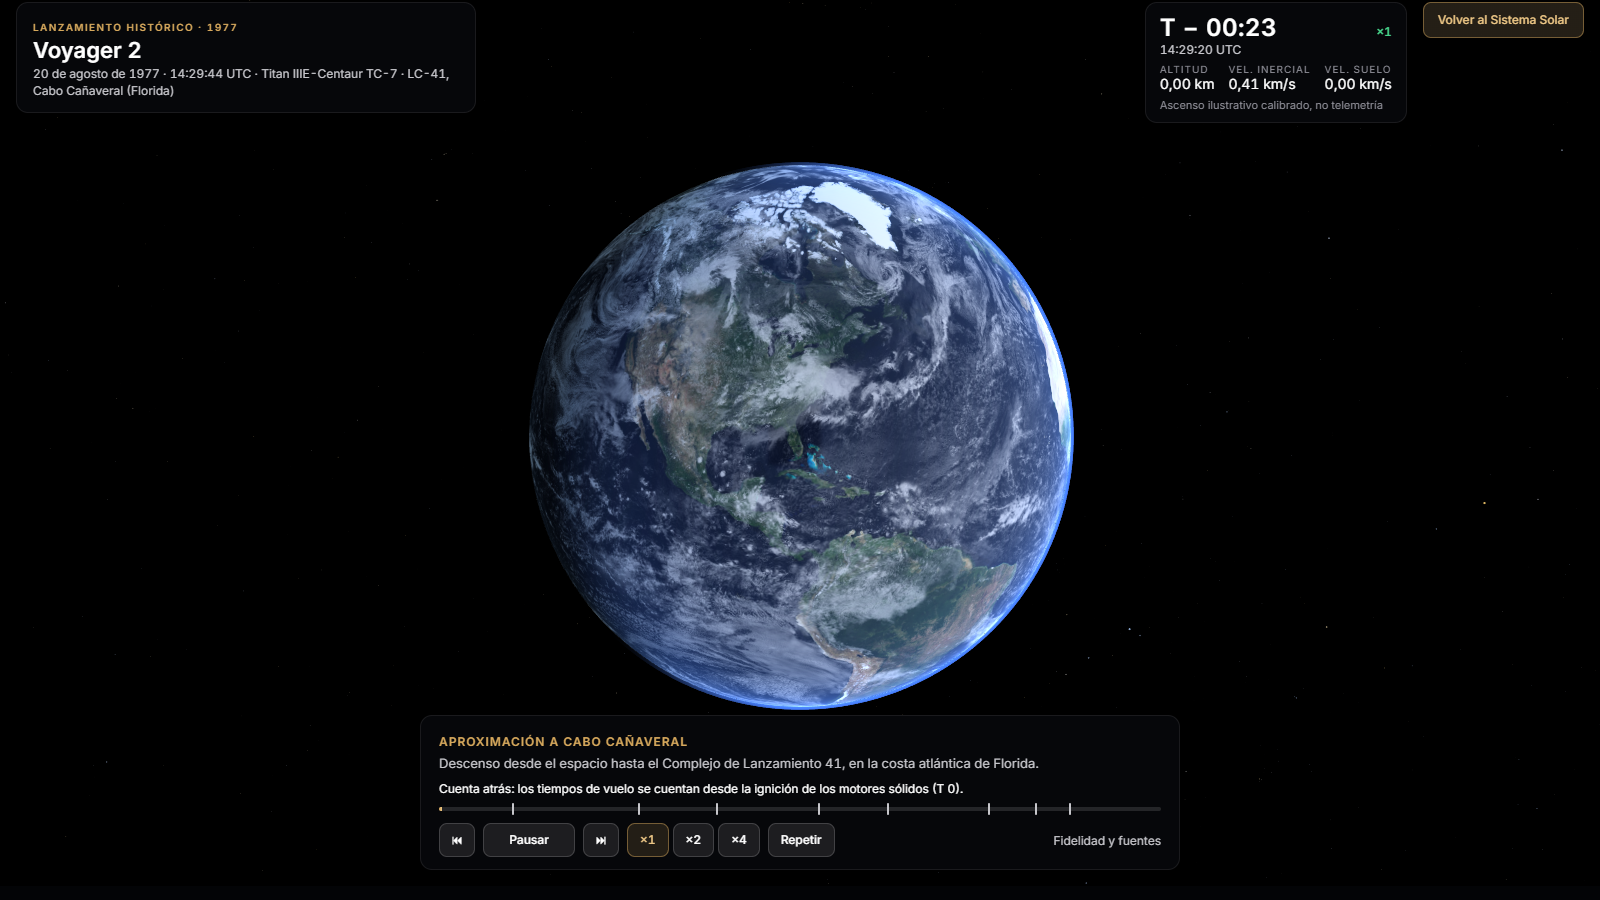 LANZAMIENTO HISTÓRICO · 1977
Voyager 2
20 de agosto de 1977 · 14:29:44 UTC · Titan IIIE-Centaur TC-7 · LC-41,
Cabo Cañaveral (Florida)
T − 00:23
×1
14:29:20 UTC
ALTITUD VEL. INERCIAL VEL. SUELO
0,00 km 0,41 km/s 0,00 km/s
Ascenso ilustrativo calibrado, no telemetría
Volver al Sistema Solar
APROXIMACIÓN A CABO CAÑAVERAL
Descenso desde el espacio hasta el Complejo de Lanzamiento 41, en la costa atlántica de Florida.
Cuenta atrás: los tiempos de vuelo se cuentan desde la ignición de los motores sólidos (T 0).
⏮ Pausar ⏭ ×1 ×2 ×4 Repetir Fidelidad y fuentes